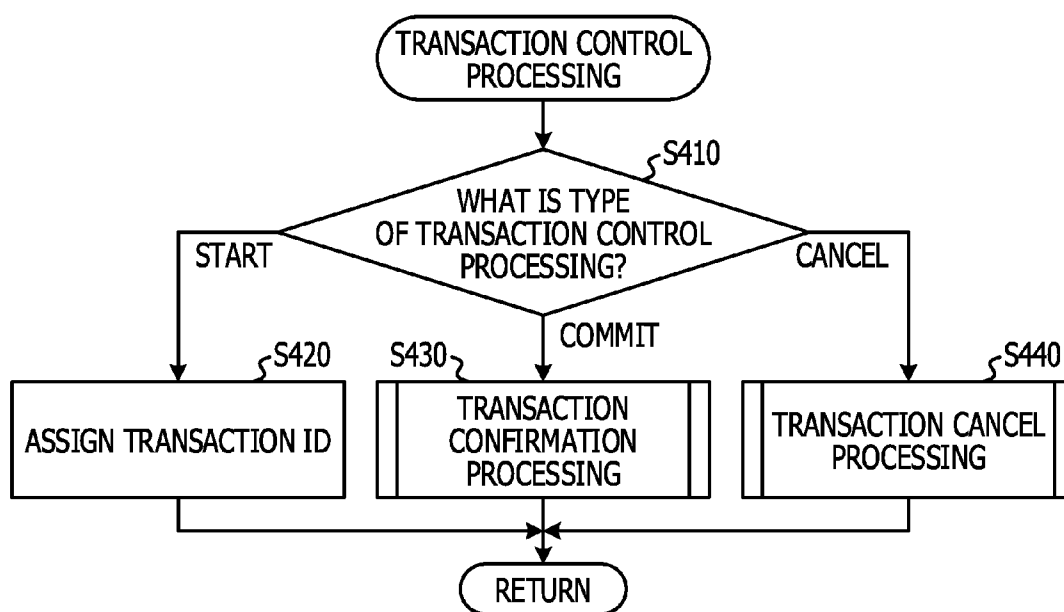 TRANSACTION CONTROL
PROCESSING
S410
WHAT IS TYPE
OF TRANSACTION CONTROL
PROCESSING?
START
CANCEL
COMMIT
S420
S430
S440
ASSIGN TRANSACTION ID
TRANSACTION
CONFIRMATION
PROCESSING
TRANSACTION CANCEL
PROCESSING
RETURN